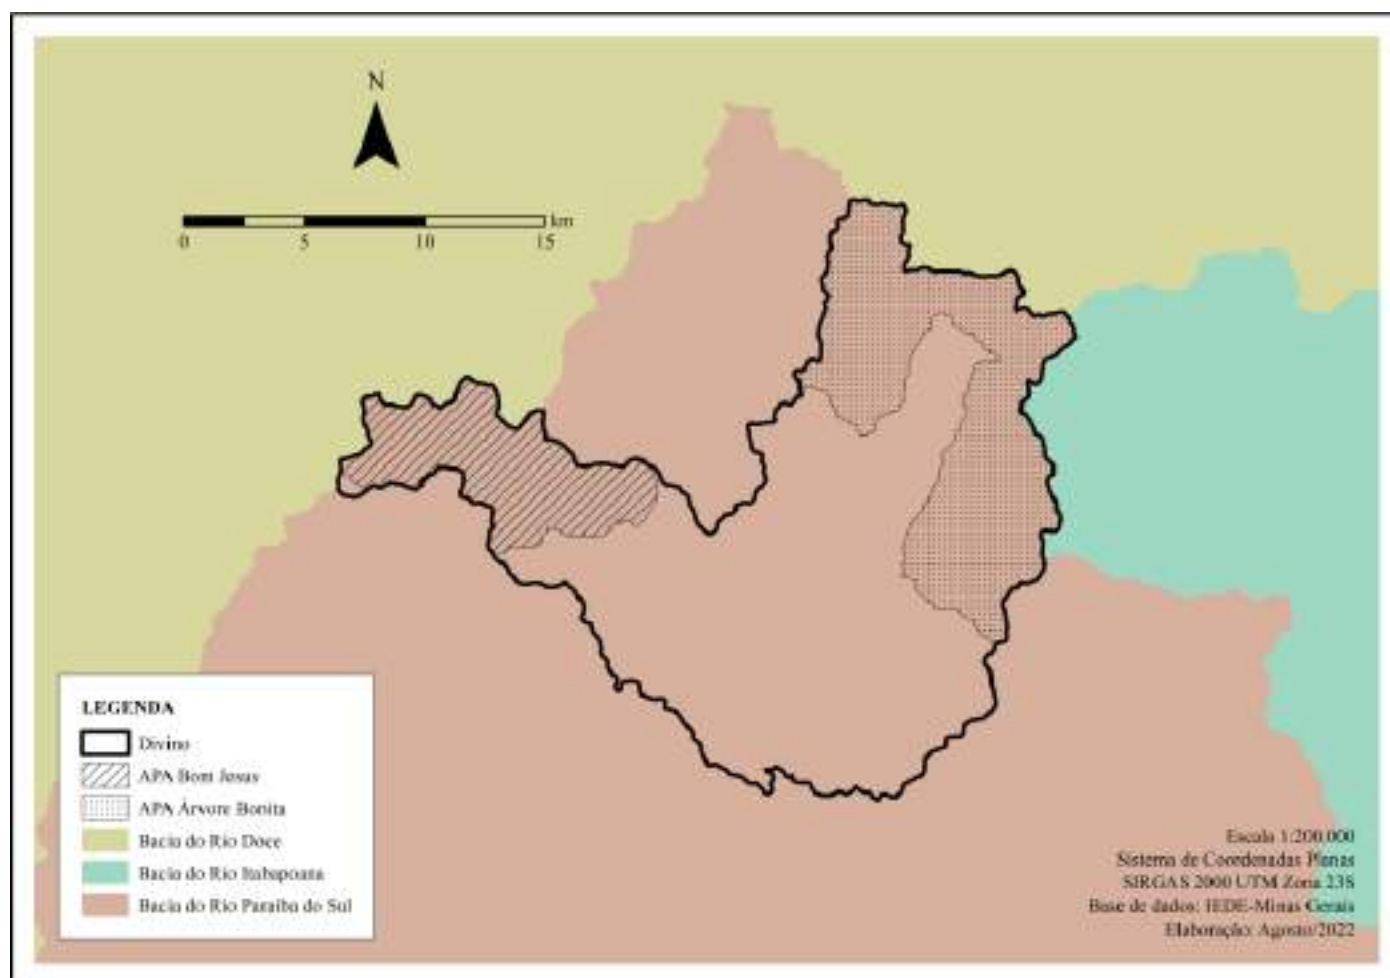 N
km
0 5 10 15
LEGENDA
Divino
APA Bom Jesus
APA Árvore Bonita
Bacia do Rio Doce
Bacia do Rio Itabapoana
Bacia do Rio Paraíba do Sul
Escala 1:200.000
Sistema de Coordenadas Planas
SIRGAS 2000 UTM Zona 23S
Base de dados: IEDE-Minas Gerais
Elaboração: Agosto/2022